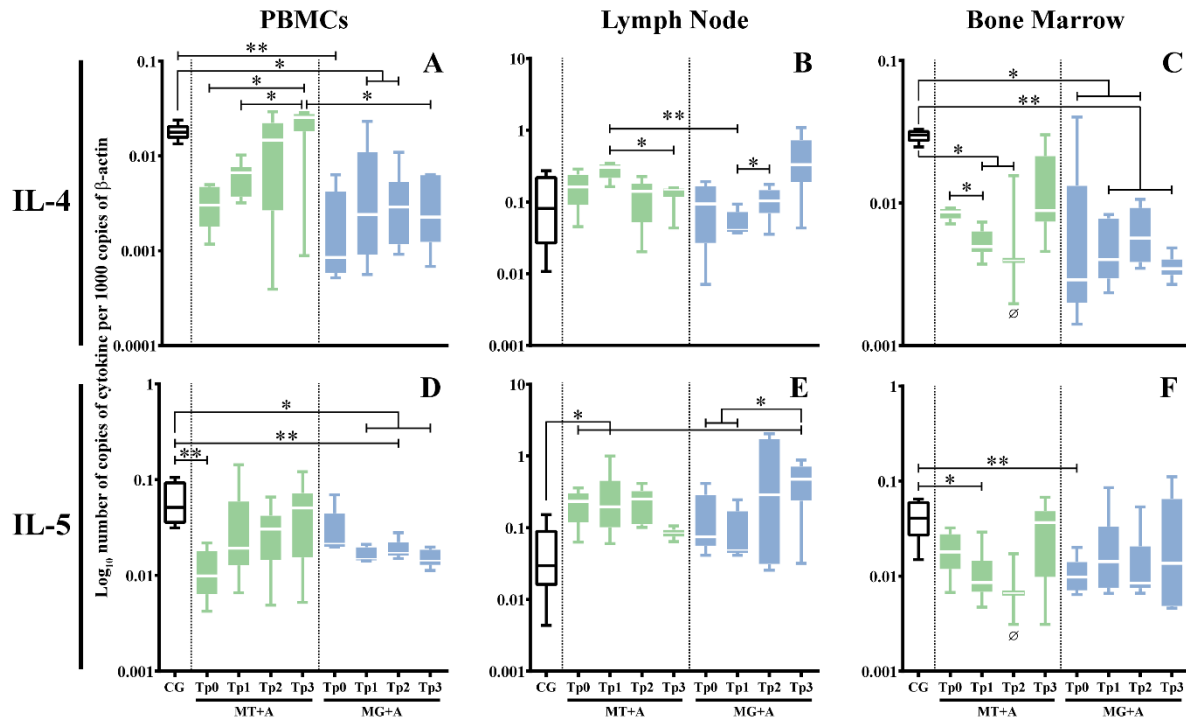 PBMCs
Lymph Node
Bone Marrow
IL-4
IL-5
Log₁₀ number of copies of cytokine per 1000 copies of β-actin
A
0.1
0.01
0.001
0.0001
**
*
*
*
*
B
10
1
0.1
0.01
0.001
**
*
*
C
0.1
0.01
0.001
*
**
*
*
∅
D
1
0.1
0.01
0.001
*
**
**
CG Tp0 Tp1 Tp2 Tp3 Tp0 Tp1 Tp2 Tp3
MT+A MG+A
E
10
1
0.1
0.01
0.001
*
*
CG Tp0 Tp1 Tp2 Tp3 Tp0 Tp1 Tp2 Tp3
MT+A MG+A
F
1
0.1
0.01
0.001
**
*
∅
CG Tp0 Tp1 Tp2 Tp3 Tp0 Tp1 Tp2 Tp3
MT+A MG+A